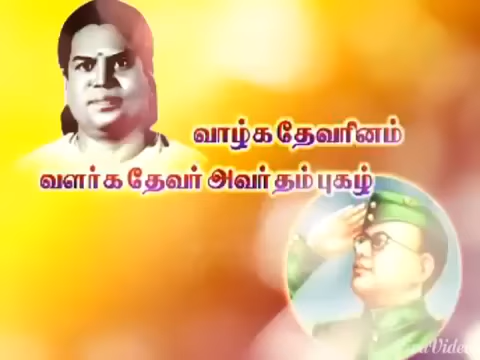 வாழ்க தேவரினம்
வளர்க தேவர் அவர் தம் புகழ்